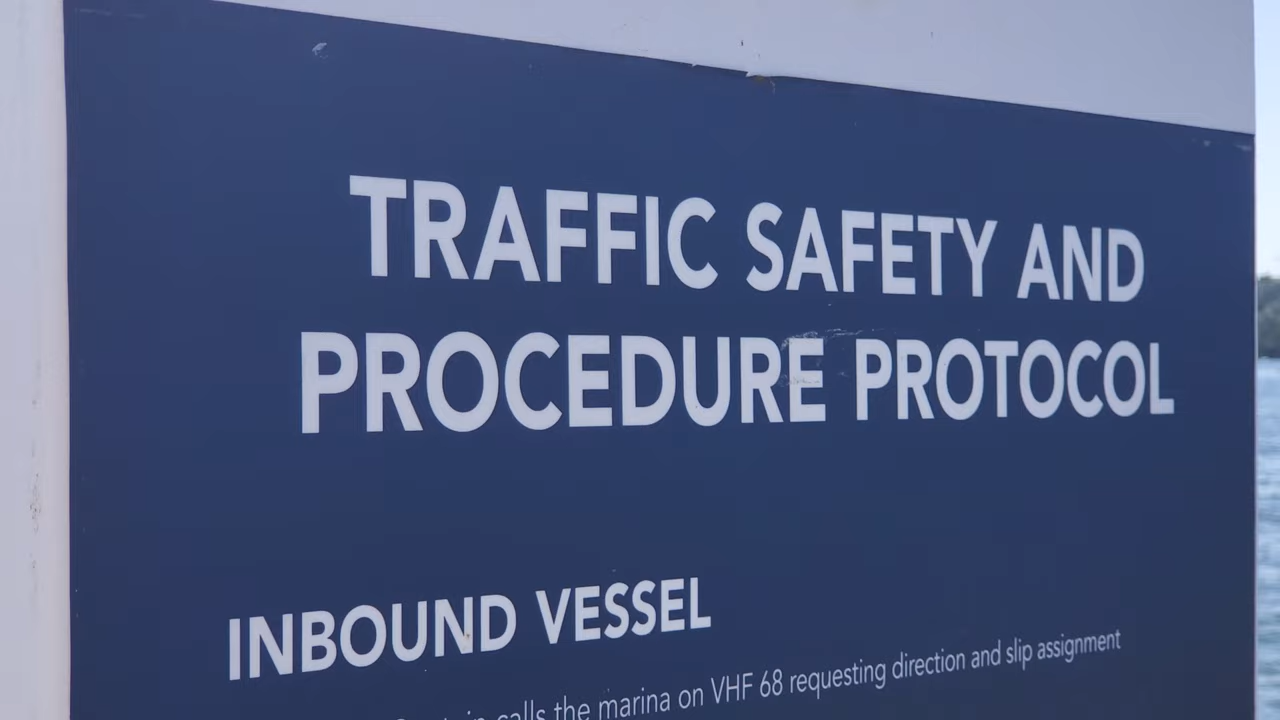 TRAFFIC SAFETY AND
PROCEDURE PROTOCOL
INBOUND VESSEL
calls the marina on VHF 68 requesting direction and slip assignment